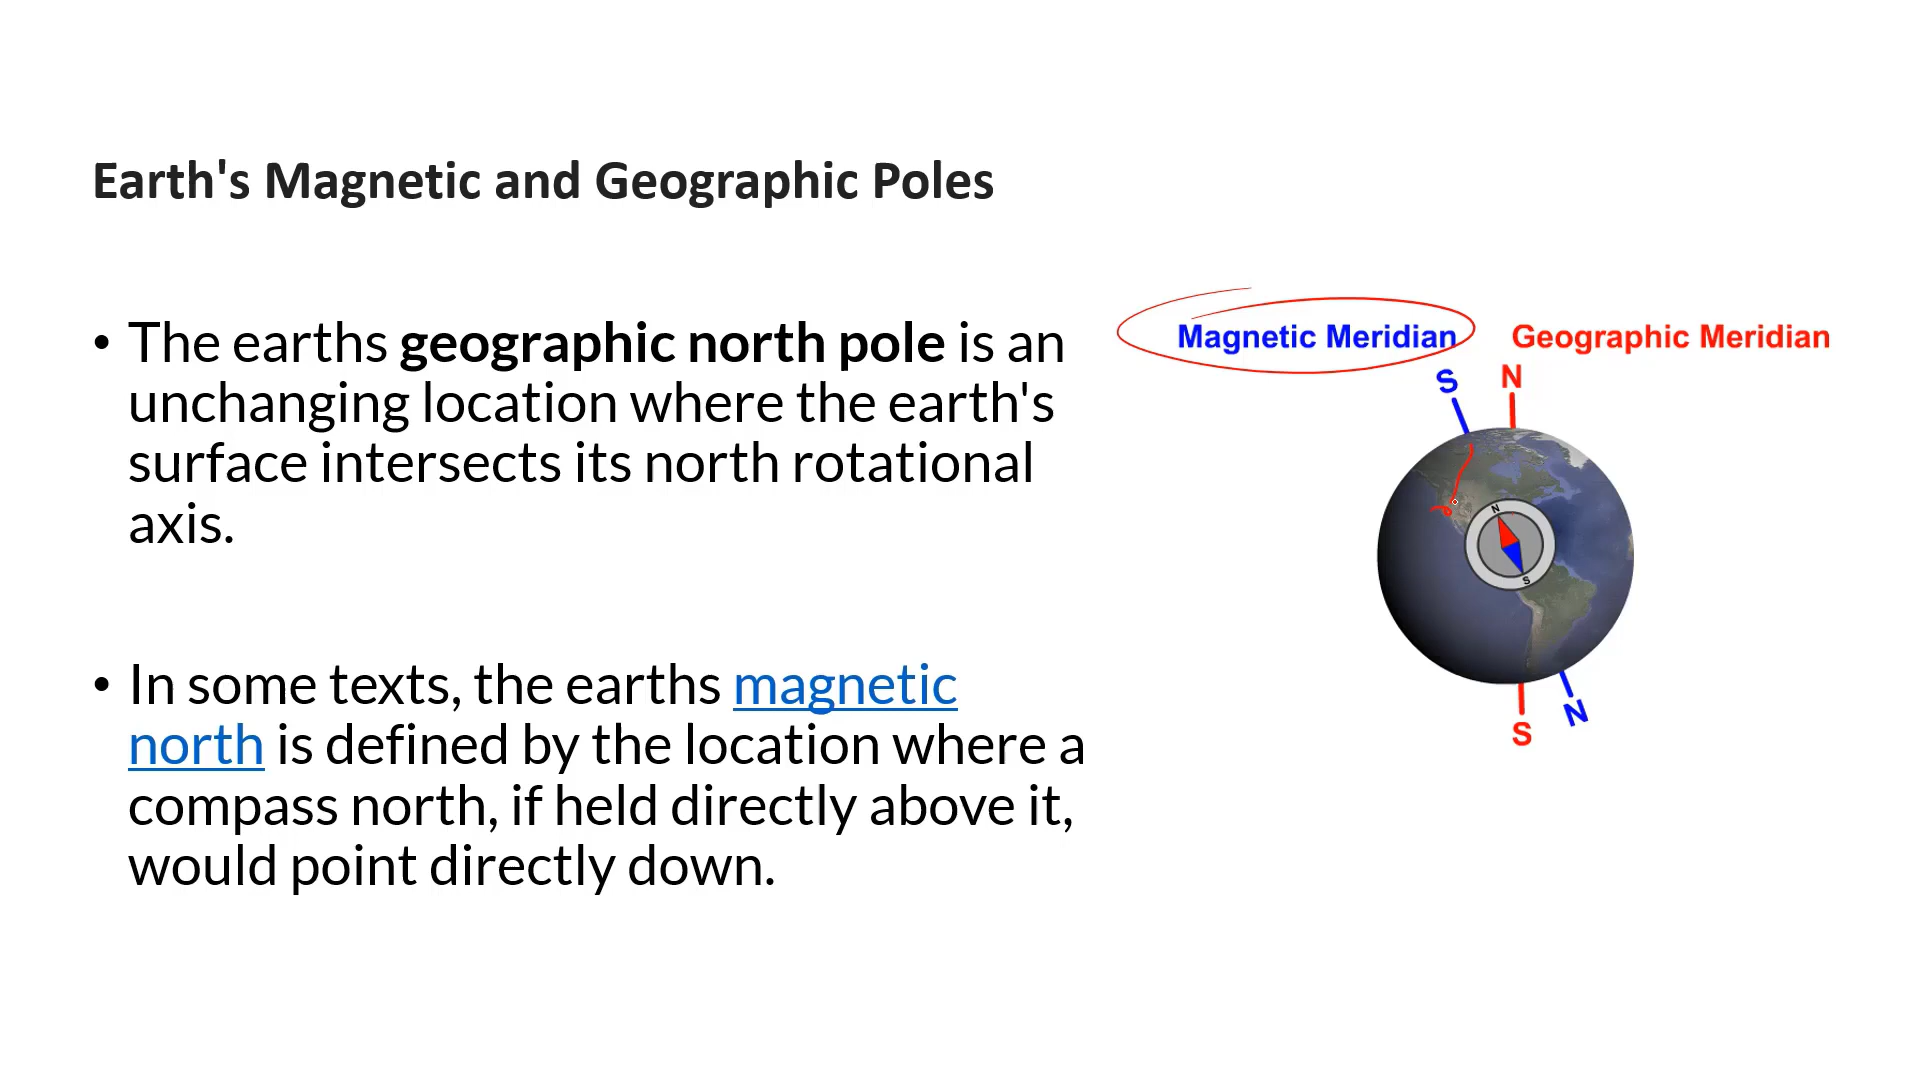 Earth's Magnetic and Geographic Poles
• The earths geographic north pole is an
unchanging location where the earth's
surface intersects its north rotational
axis.
• In some texts, the earths magnetic
north is defined by the location where a
compass north, if held directly above it,
would point directly down.
Magnetic Meridian
Geographic Meridian
S
N
N
S
S
N